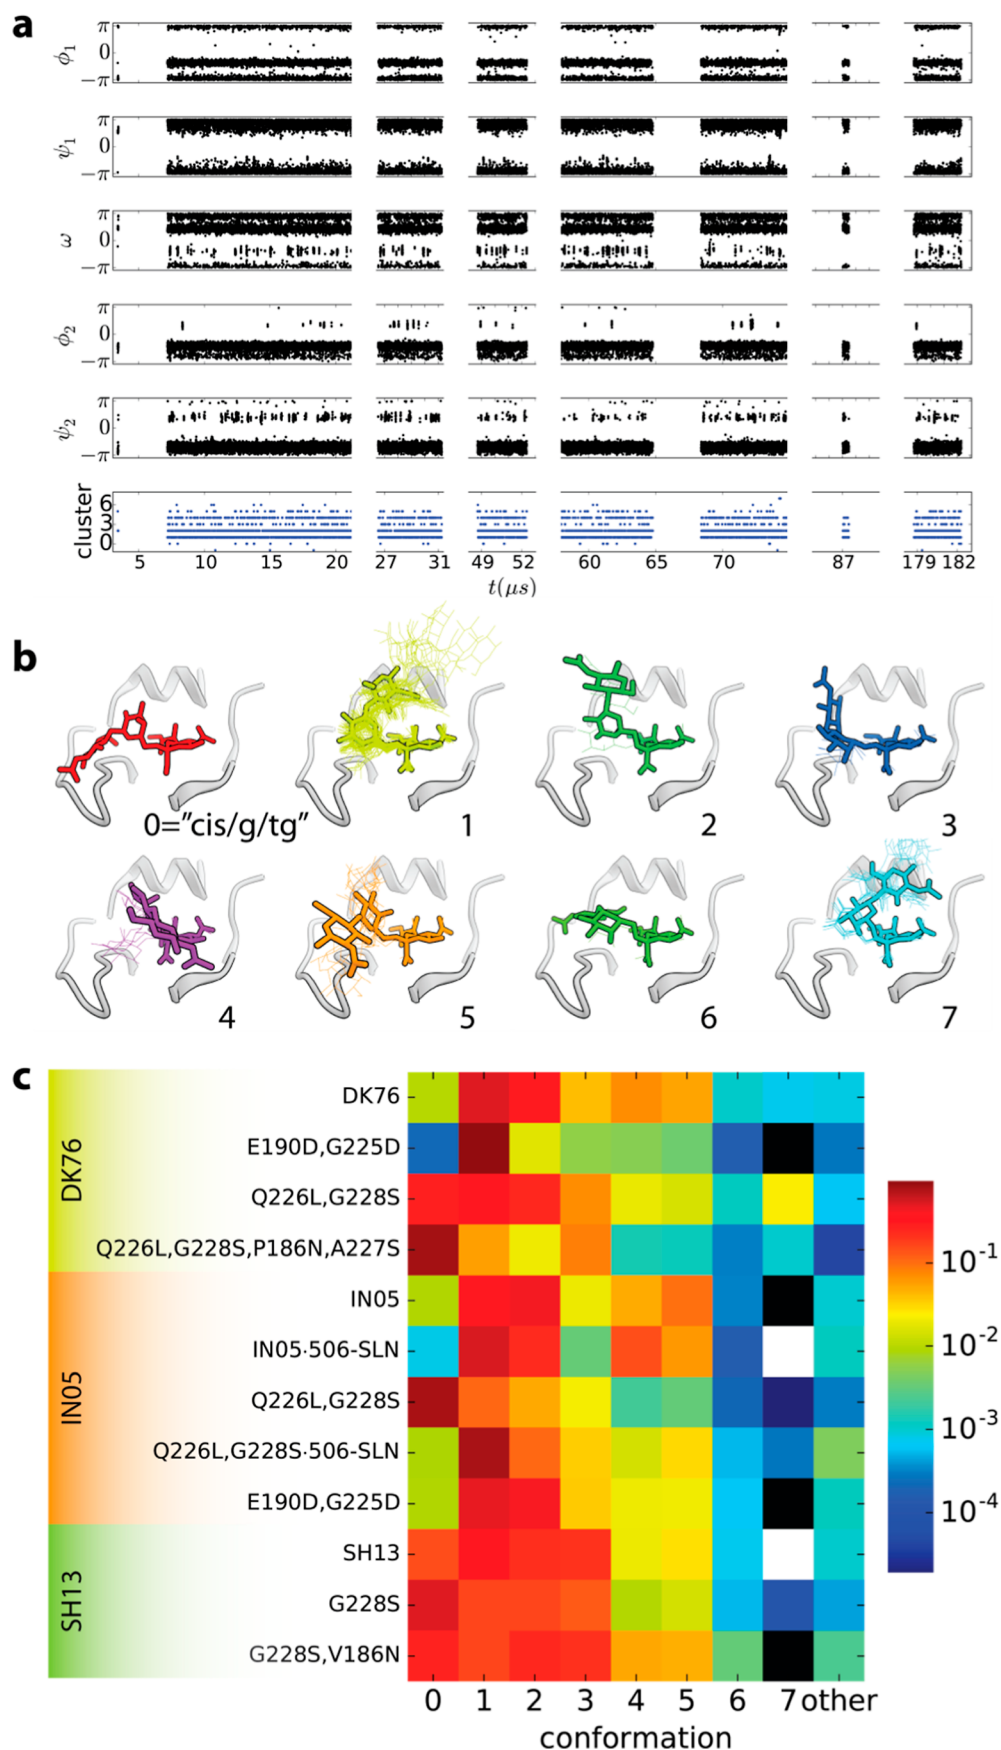 a
π
0
−π
ϕ1
π
0
−π
ψ1
π
0
−π
ω
π
0
−π
ϕ2
π
0
−π
ψ2
6
3
0
cluster
5 10 15 20 27 31 49 52 60 65 70 87 179 182
t(μs)
b
0="cis/g/tg" 1 2 3
4 5 6 7
c
DK76
DK76
E190D,G225D
Q226L,G228S
Q226L,G228S,P186N,A227S
IN05
IN05
IN05·506-SLN
Q226L,G228S
Q226L,G228S·506-SLN
E190D,G225D
SH13
SH13
G228S
G228S,V186N
0 1 2 3 4 5 6 7 other
conformation
10-1
10-2
10-3
10-4